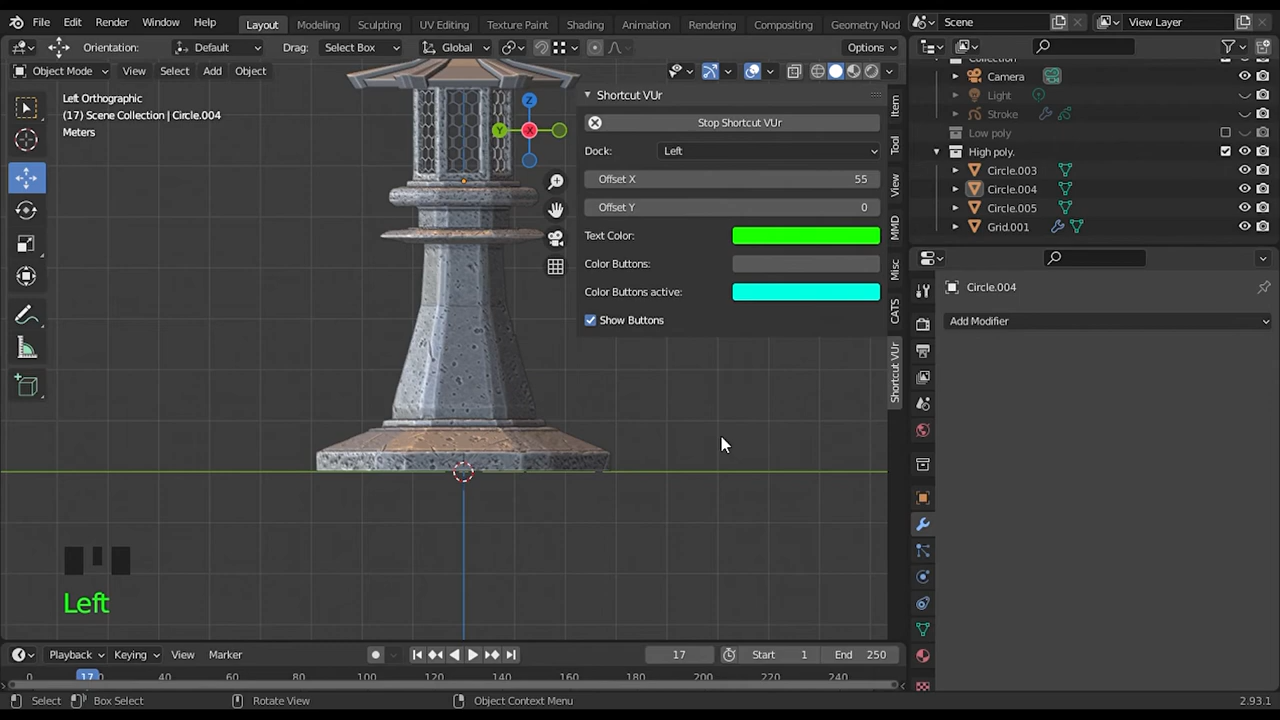 File Edit Render Window Help Layout Modeling Sculpting UV Editing Texture Paint Shading Animation Rendering Compositing Geometry Nod Scene View Layer
Orientation: Default Drag: Select Box Global Options
Object Mode View Select Add Object
Left Orthographic
(17) Scene Collection | Circle.004
Meters
Z
Y
X
Shortcut VUr
Stop Shortcut VUr
Dock: Left
Offset X 55
Offset Y 0
Text Color:
Color Buttons:
Color Buttons active:
Show Buttons
Item
Tool
View
MMD
Misc
CATS
Shortcut VUr
Collection
Camera
Light
Stroke
Low poly
High poly.
Circle.003
Circle.004
Circle.005
Grid.001
Circle.004
Add Modifier
Left
Playback Keying View Marker 17 Start 1 End 250
0 17 40 60 80 100 120 140 160 180 200 220 240
Select Box Select Rotate View Object Context Menu 2.93.1